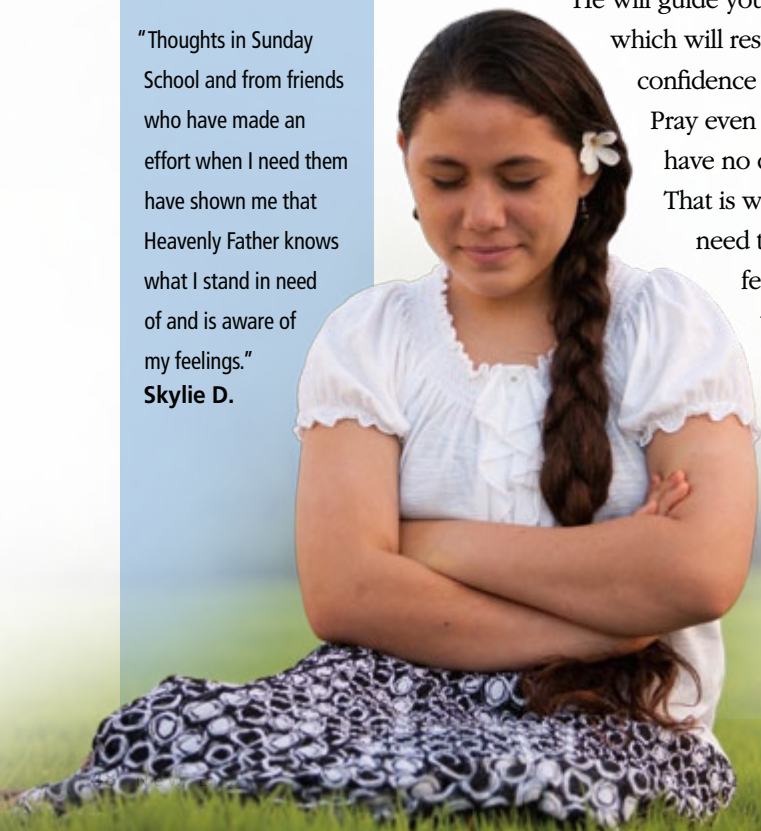 "Thoughts in Sunday
School and from friends
who have made an
effort when I need them
have shown me that
Heavenly Father knows
what I stand in need
of and is aware of
my feelings."
Skylie D.
He will guide you
which will res
confidence
Pray even
have no
That is w
need